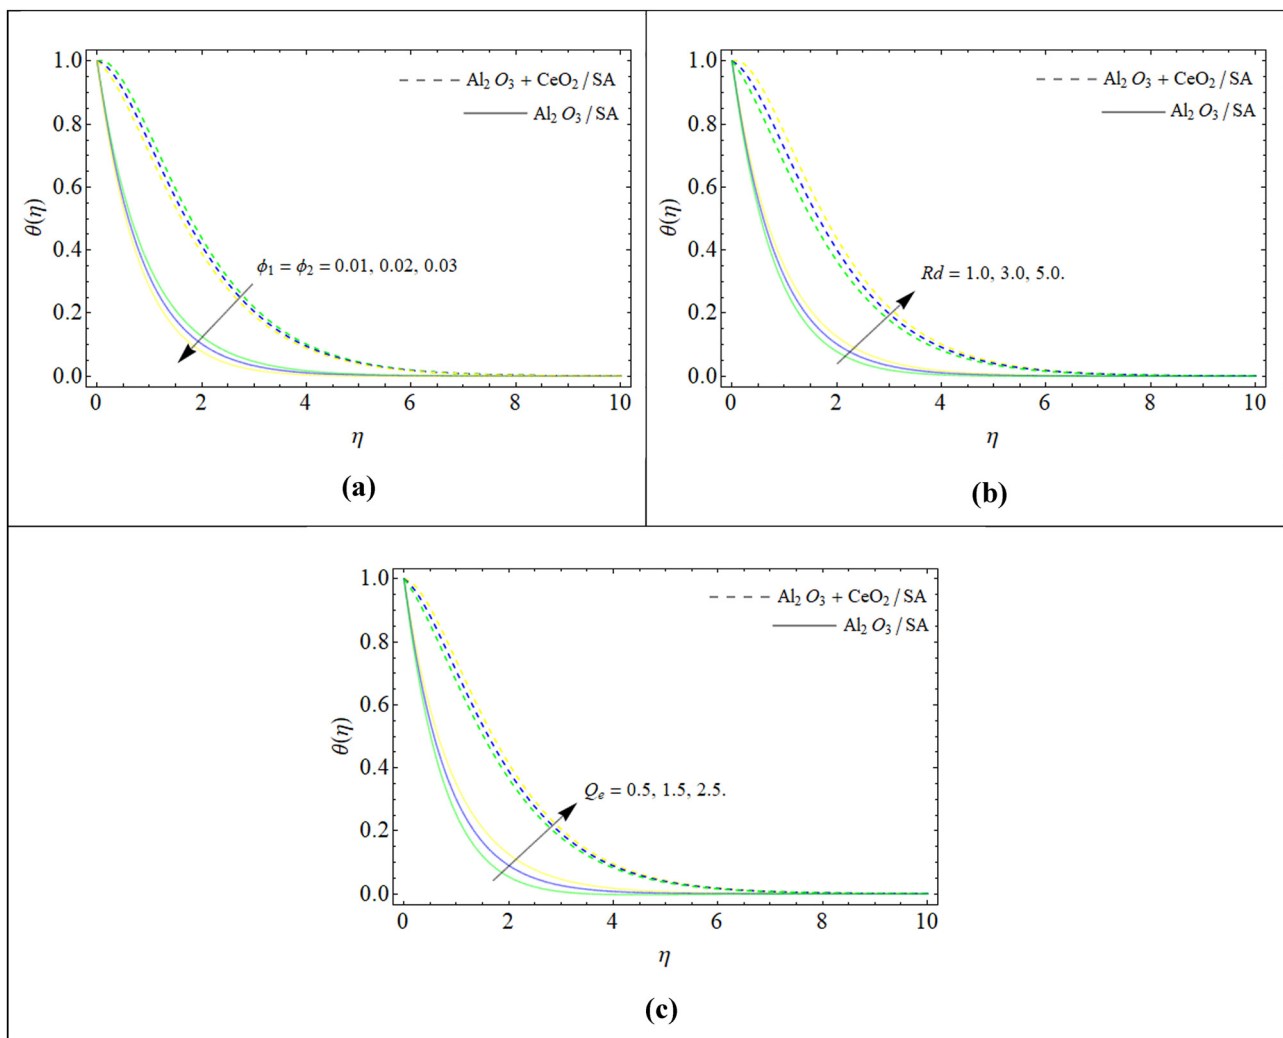 1.0
0.8
0.6
0.4
0.2
0.0
θ(η)
Al₂ O₃ + CeO₂ / SA
Al₂ O₃ / SA
ϕ₁ = ϕ₂ = 0.01, 0.02, 0.03
0 2 4 6 8 10
η
(a)
1.0
0.8
0.6
0.4
0.2
0.0
θ(η)
Al₂ O₃ + CeO₂ / SA
Al₂ O₃ / SA
Rd = 1.0, 3.0, 5.0.
0 2 4 6 8 10
η
(b)
1.0
0.8
0.6
0.4
0.2
0.0
θ(η)
Al₂ O₃ + CeO₂ / SA
Al₂ O₃ / SA
Qₑ = 0.5, 1.5, 2.5.
0 2 4 6 8 10
η
(c)